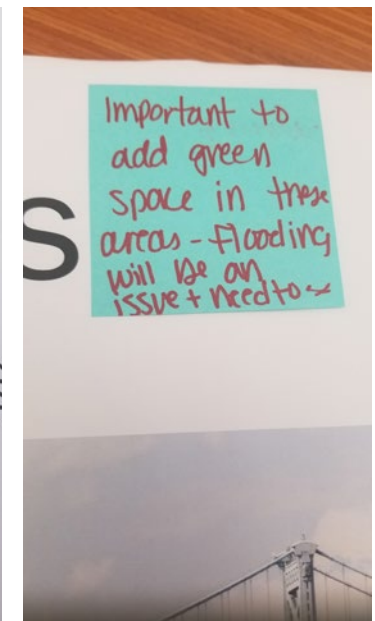 Important to
add green
space in these
areas - Flooding
will be an
issue + need to
S